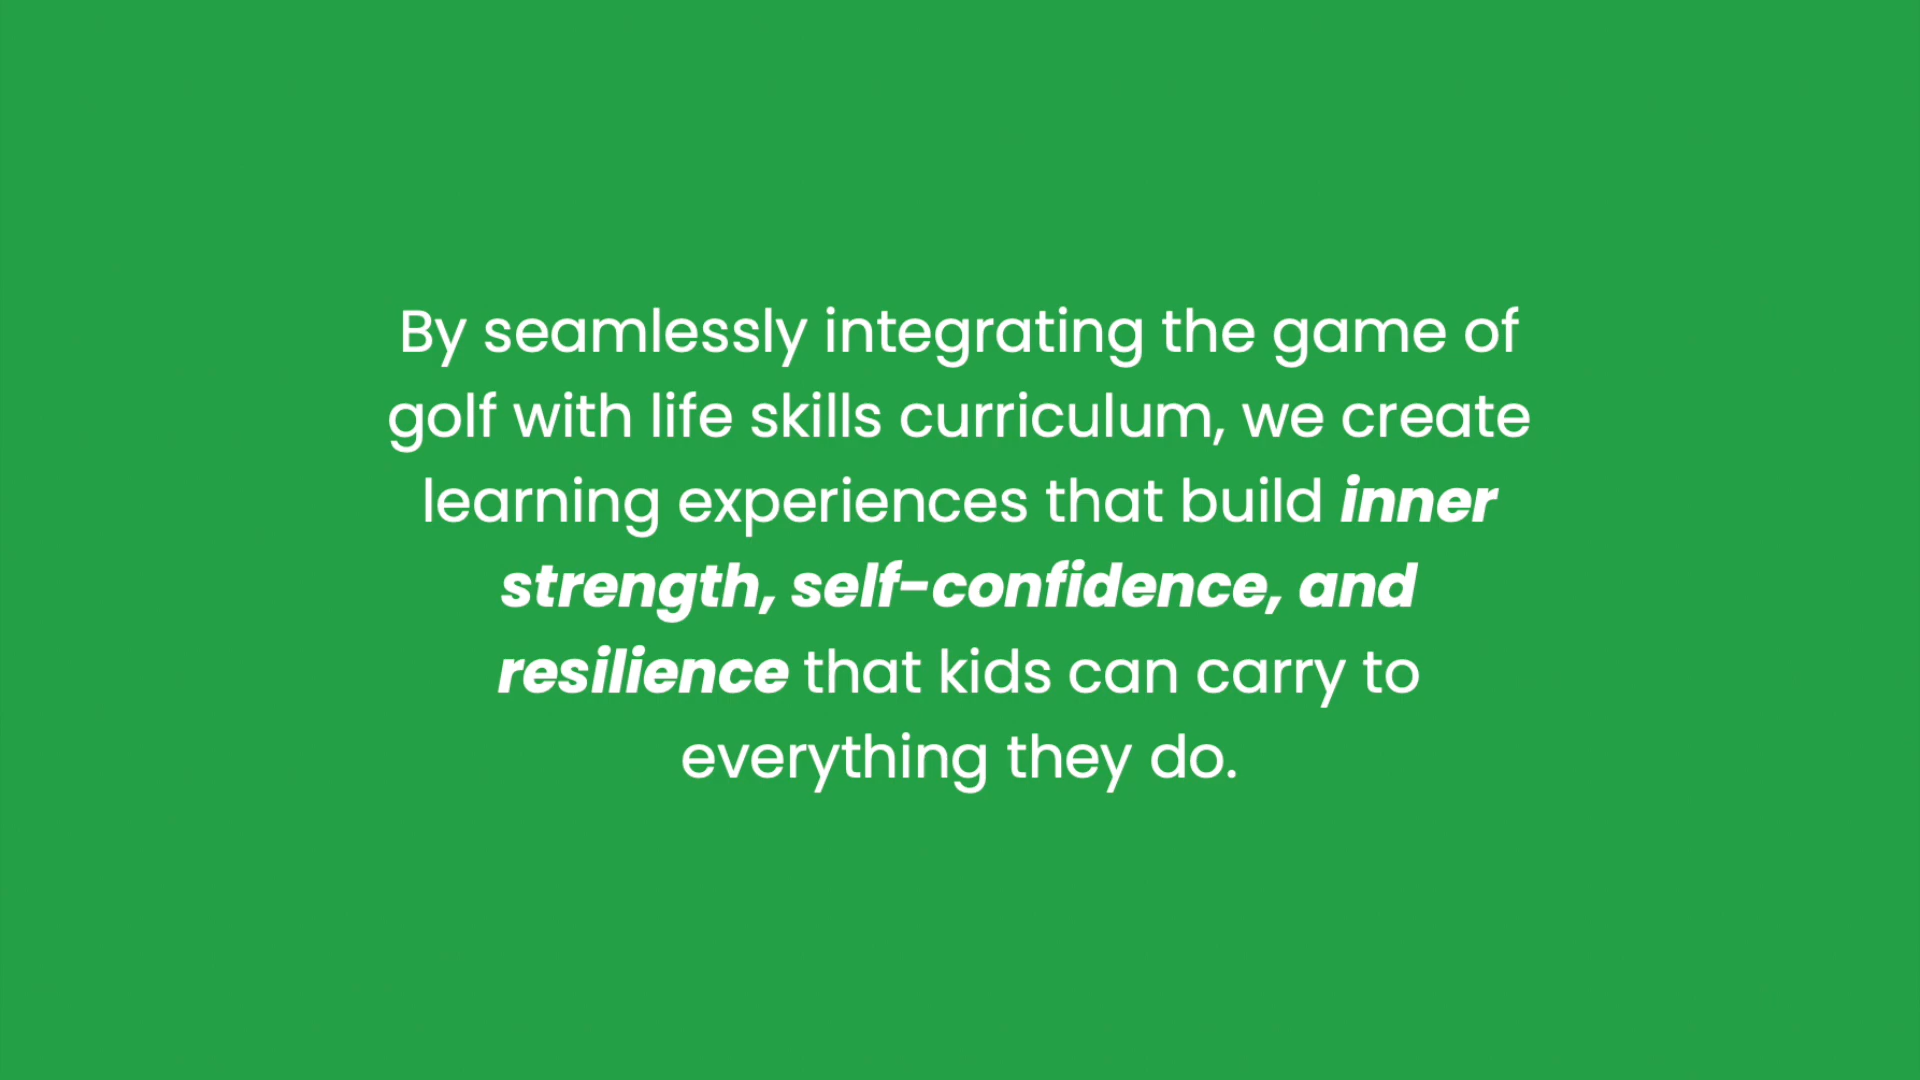 By seamlessly integrating the game of
golf with life skills curriculum, we create
learning experiences that build inner
strength, self-confidence, and
resilience that kids can carry to
everything they do.